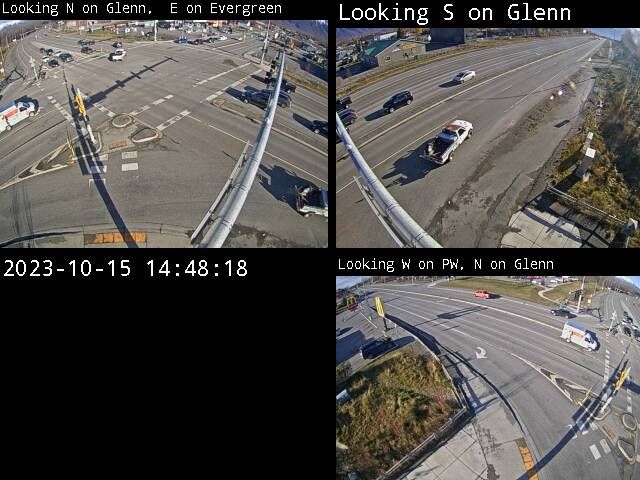 Looking N on Glenn,  E on Evergreen
Looking S on Glenn
2023-10-15 14:48:18
Looking W on PW, N on Glenn